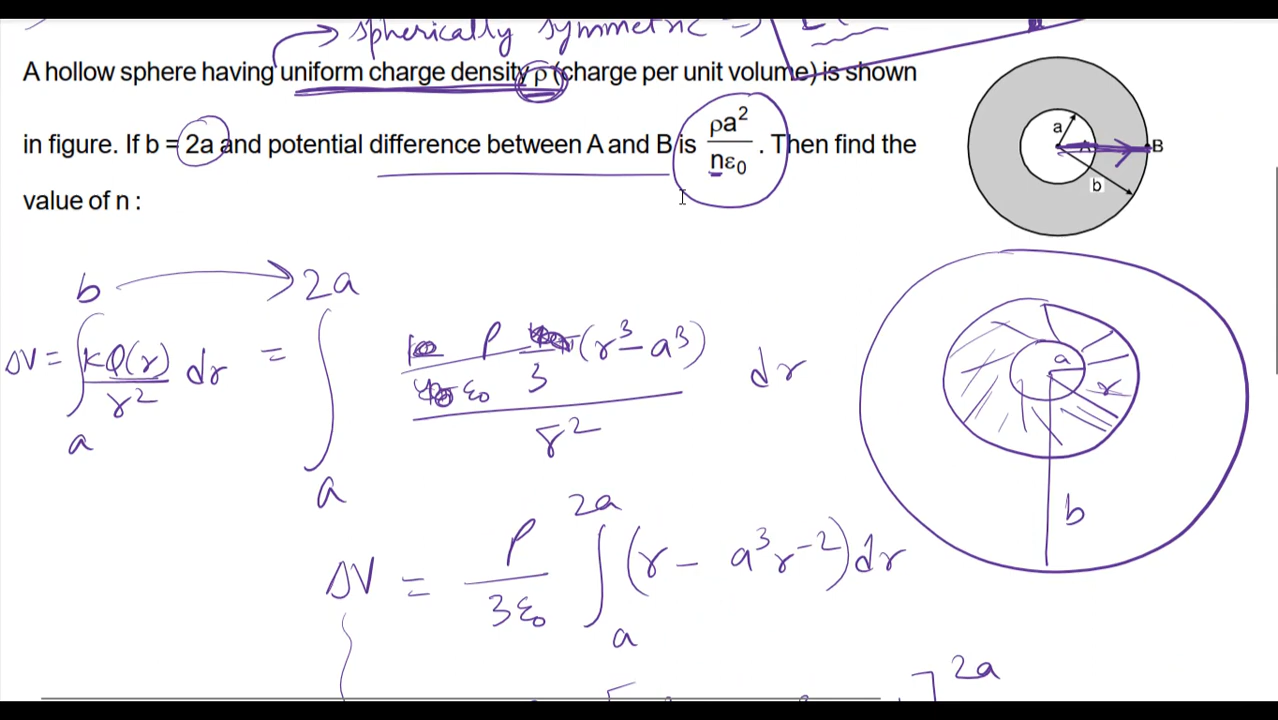 spherically symmetric ⇒
A hollow sphere having uniform charge density ρ (charge per unit volume) is shown
in figure. If b = 2a and potential difference between A and B is ρa²/nε₀ . Then find the
value of n :
a
A
B
b
ΔV = ∫ₐᵇ kQ(r)/r² dr = ∫ₐ²ᵃ ρ/ε₀ 3 (r³ - a³) / r² dr
b → 2a
a
r
b
ΔV = ρ/3ε₀ ∫ₐ²ᵃ (r - a³r⁻²) dr
] 2a